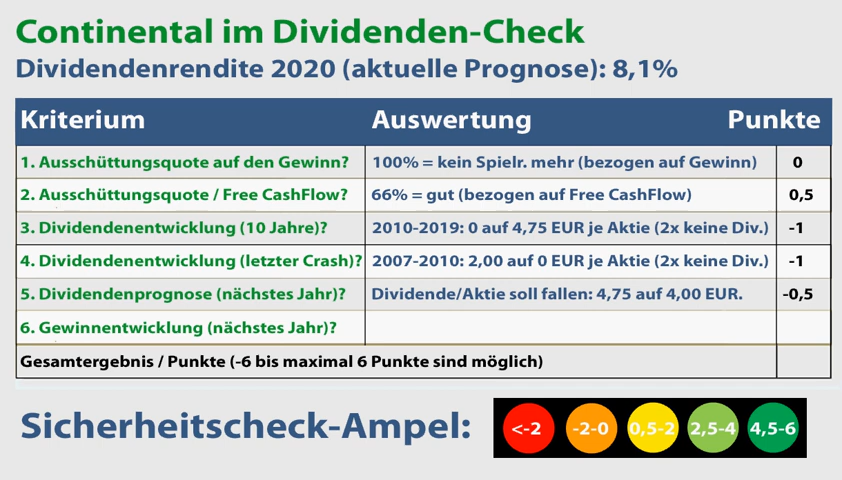 Continental im Dividenden-Check
Dividendenrendite 2020 (aktuelle Prognose): 8,1%
Kriterium Auswertung Punkte
1. Ausschüttungsquote auf den Gewinn? 100% = kein Spielr. mehr (bezogen auf Gewinn) 0
2. Ausschüttungsquote / Free CashFlow? 66% = gut (bezogen auf Free CashFlow) 0,5
3. Dividendenentwicklung (10 Jahre)? 2010-2019: 0 auf 4,75 EUR je Aktie (2x keine Div.) -1
4. Dividendenentwicklung (letzter Crash)? 2007-2010: 2,00 auf 0 EUR je Aktie (2x keine Div.) -1
5. Dividendenprognose (nächstes Jahr)? Dividende/Aktie soll fallen: 4,75 auf 4,00 EUR. -0,5
6. Gewinnentwicklung (nächstes Jahr)?
Gesamtergebnis / Punkte (-6 bis maximal 6 Punkte sind möglich)
Sicherheitscheck-Ampel: <-2 -2-0 0,5-2 2,5-4 4,5-6